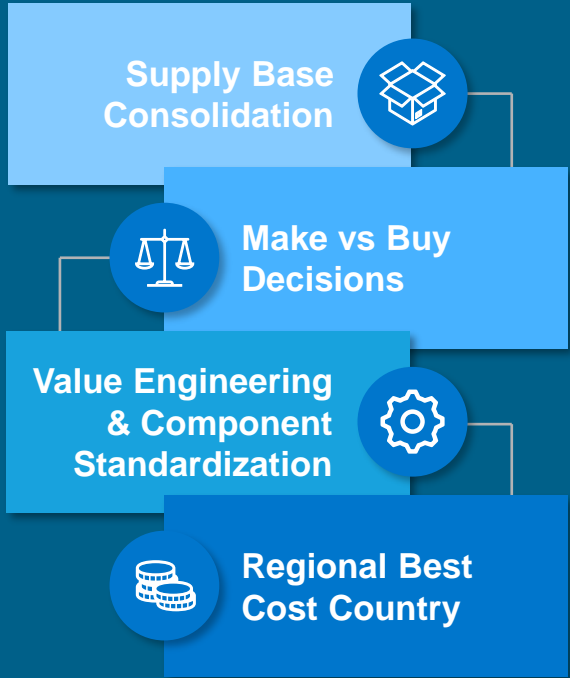 Supply Base
Consolidation
Make vs Buy
Decisions
Value Engineering
& Component
Standardization
Regional Best
Cost Country